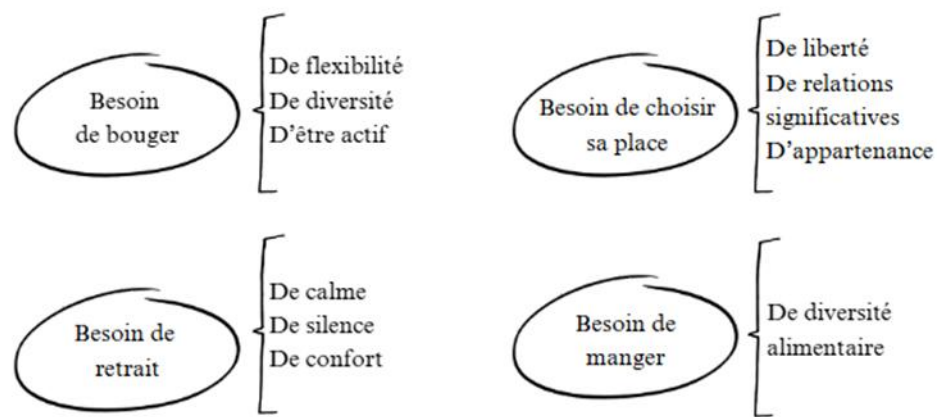 Besoin
de bouger
De flexibilité
De diversité
D'être actif
Besoin de choisir
sa place
De liberté
De relations
significatives
D'appartenance
Besoin de
retrait
De calme
De silence
De confort
Besoin de
manger
De diversité
alimentaire